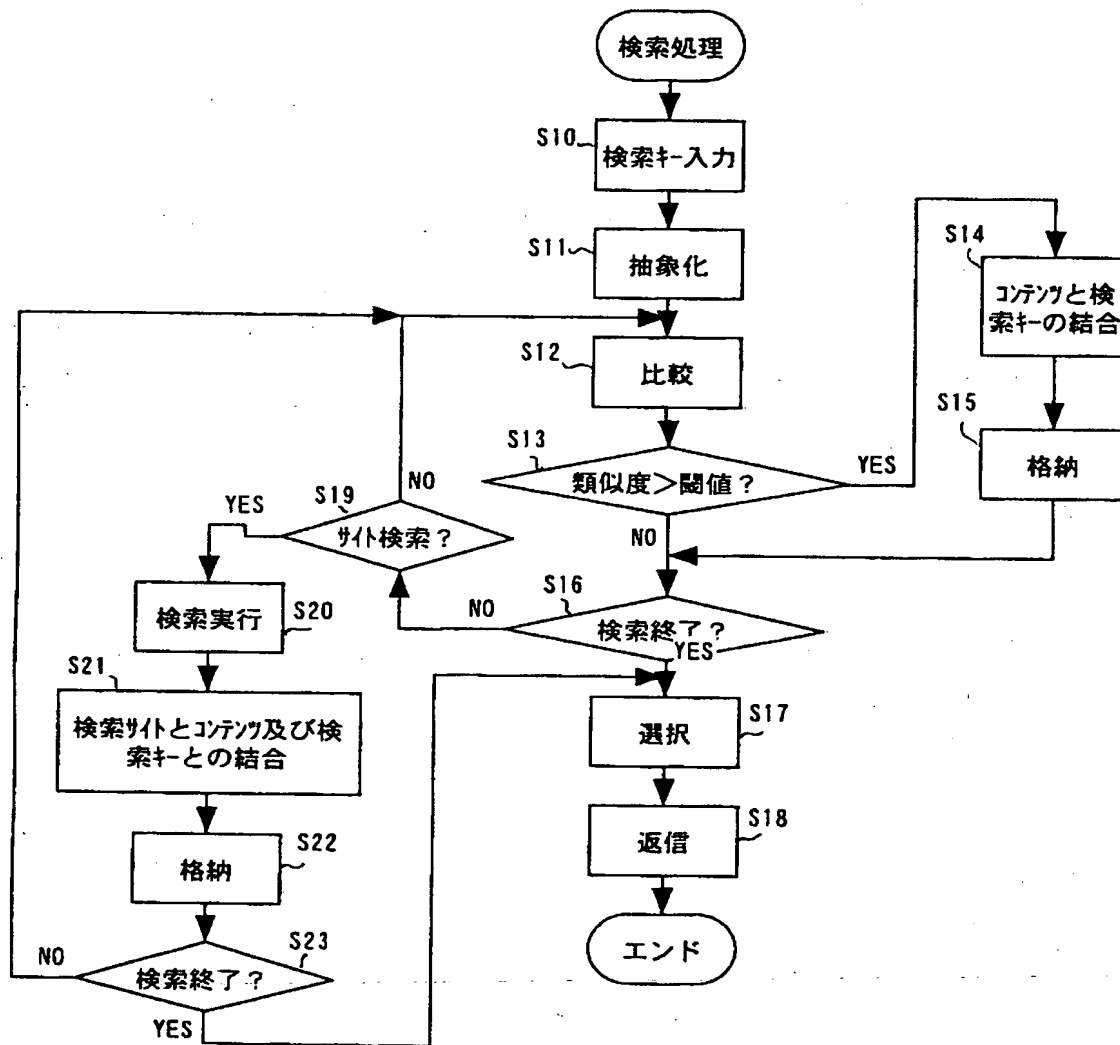 検索処理
S10
検索ｷｰ入力
S11
抽象化
S12
比較
S13
類似度＞閾値？
YES
NO
S14
ｺﾝﾃﾝﾂと検
索ｷｰの結合
S15
格納
S16
検索終了？
NO
YES
S19
ｻｲﾄ検索？
YES
NO
検索実行
S20
S21
検索ｻｲﾄとｺﾝﾃﾝﾂ及び検
索ｷｰとの結合
S22
格納
S23
検索終了？
NO
YES
S17
選択
S18
返信
エンド